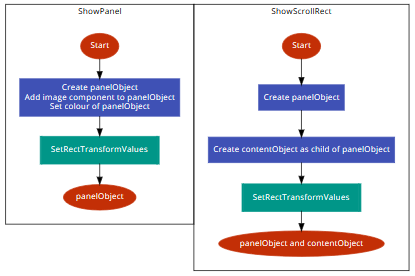 ShowPanel
Start
Create panelObject
Add image component to panelObject
Set colour of panelObject
SetRectTransformValues
panelObject
ShowScrollRect
Start
Create panelObject
Create contentObject as child of panelObject
SetRectTransformValues
panelObject and contentObject